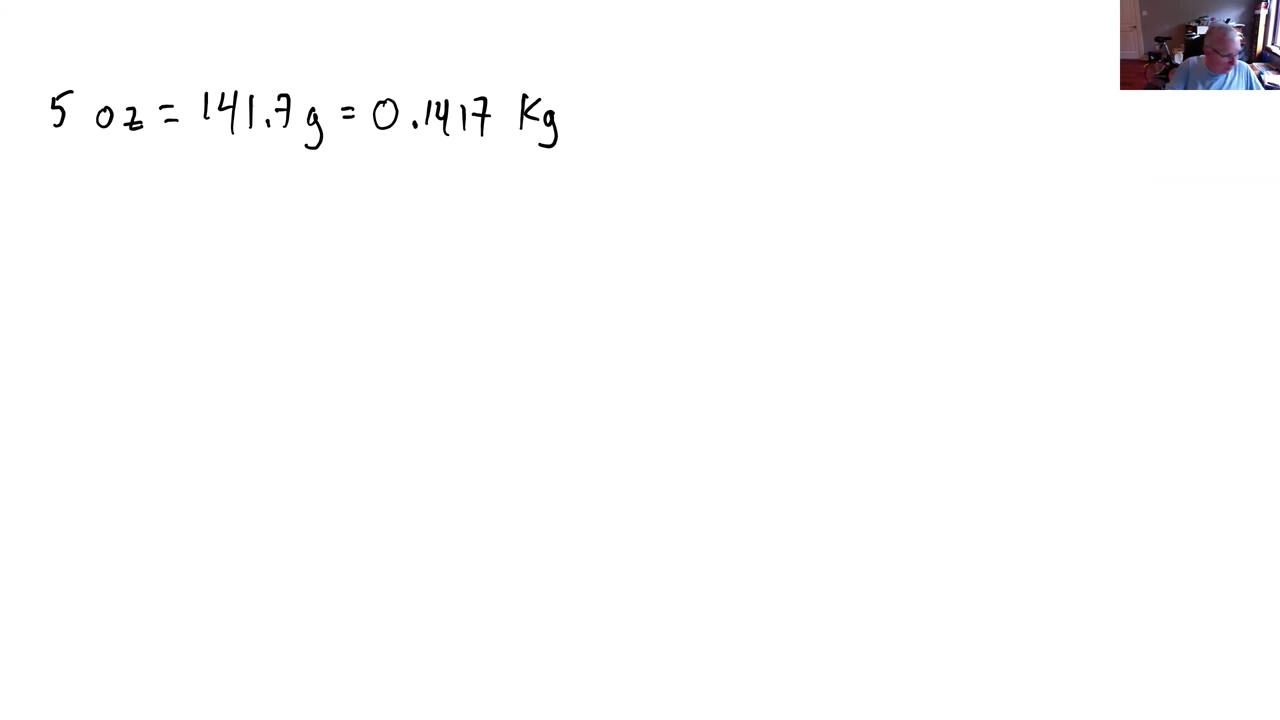 5 oz = 141.7 g = 0.1417 Kg